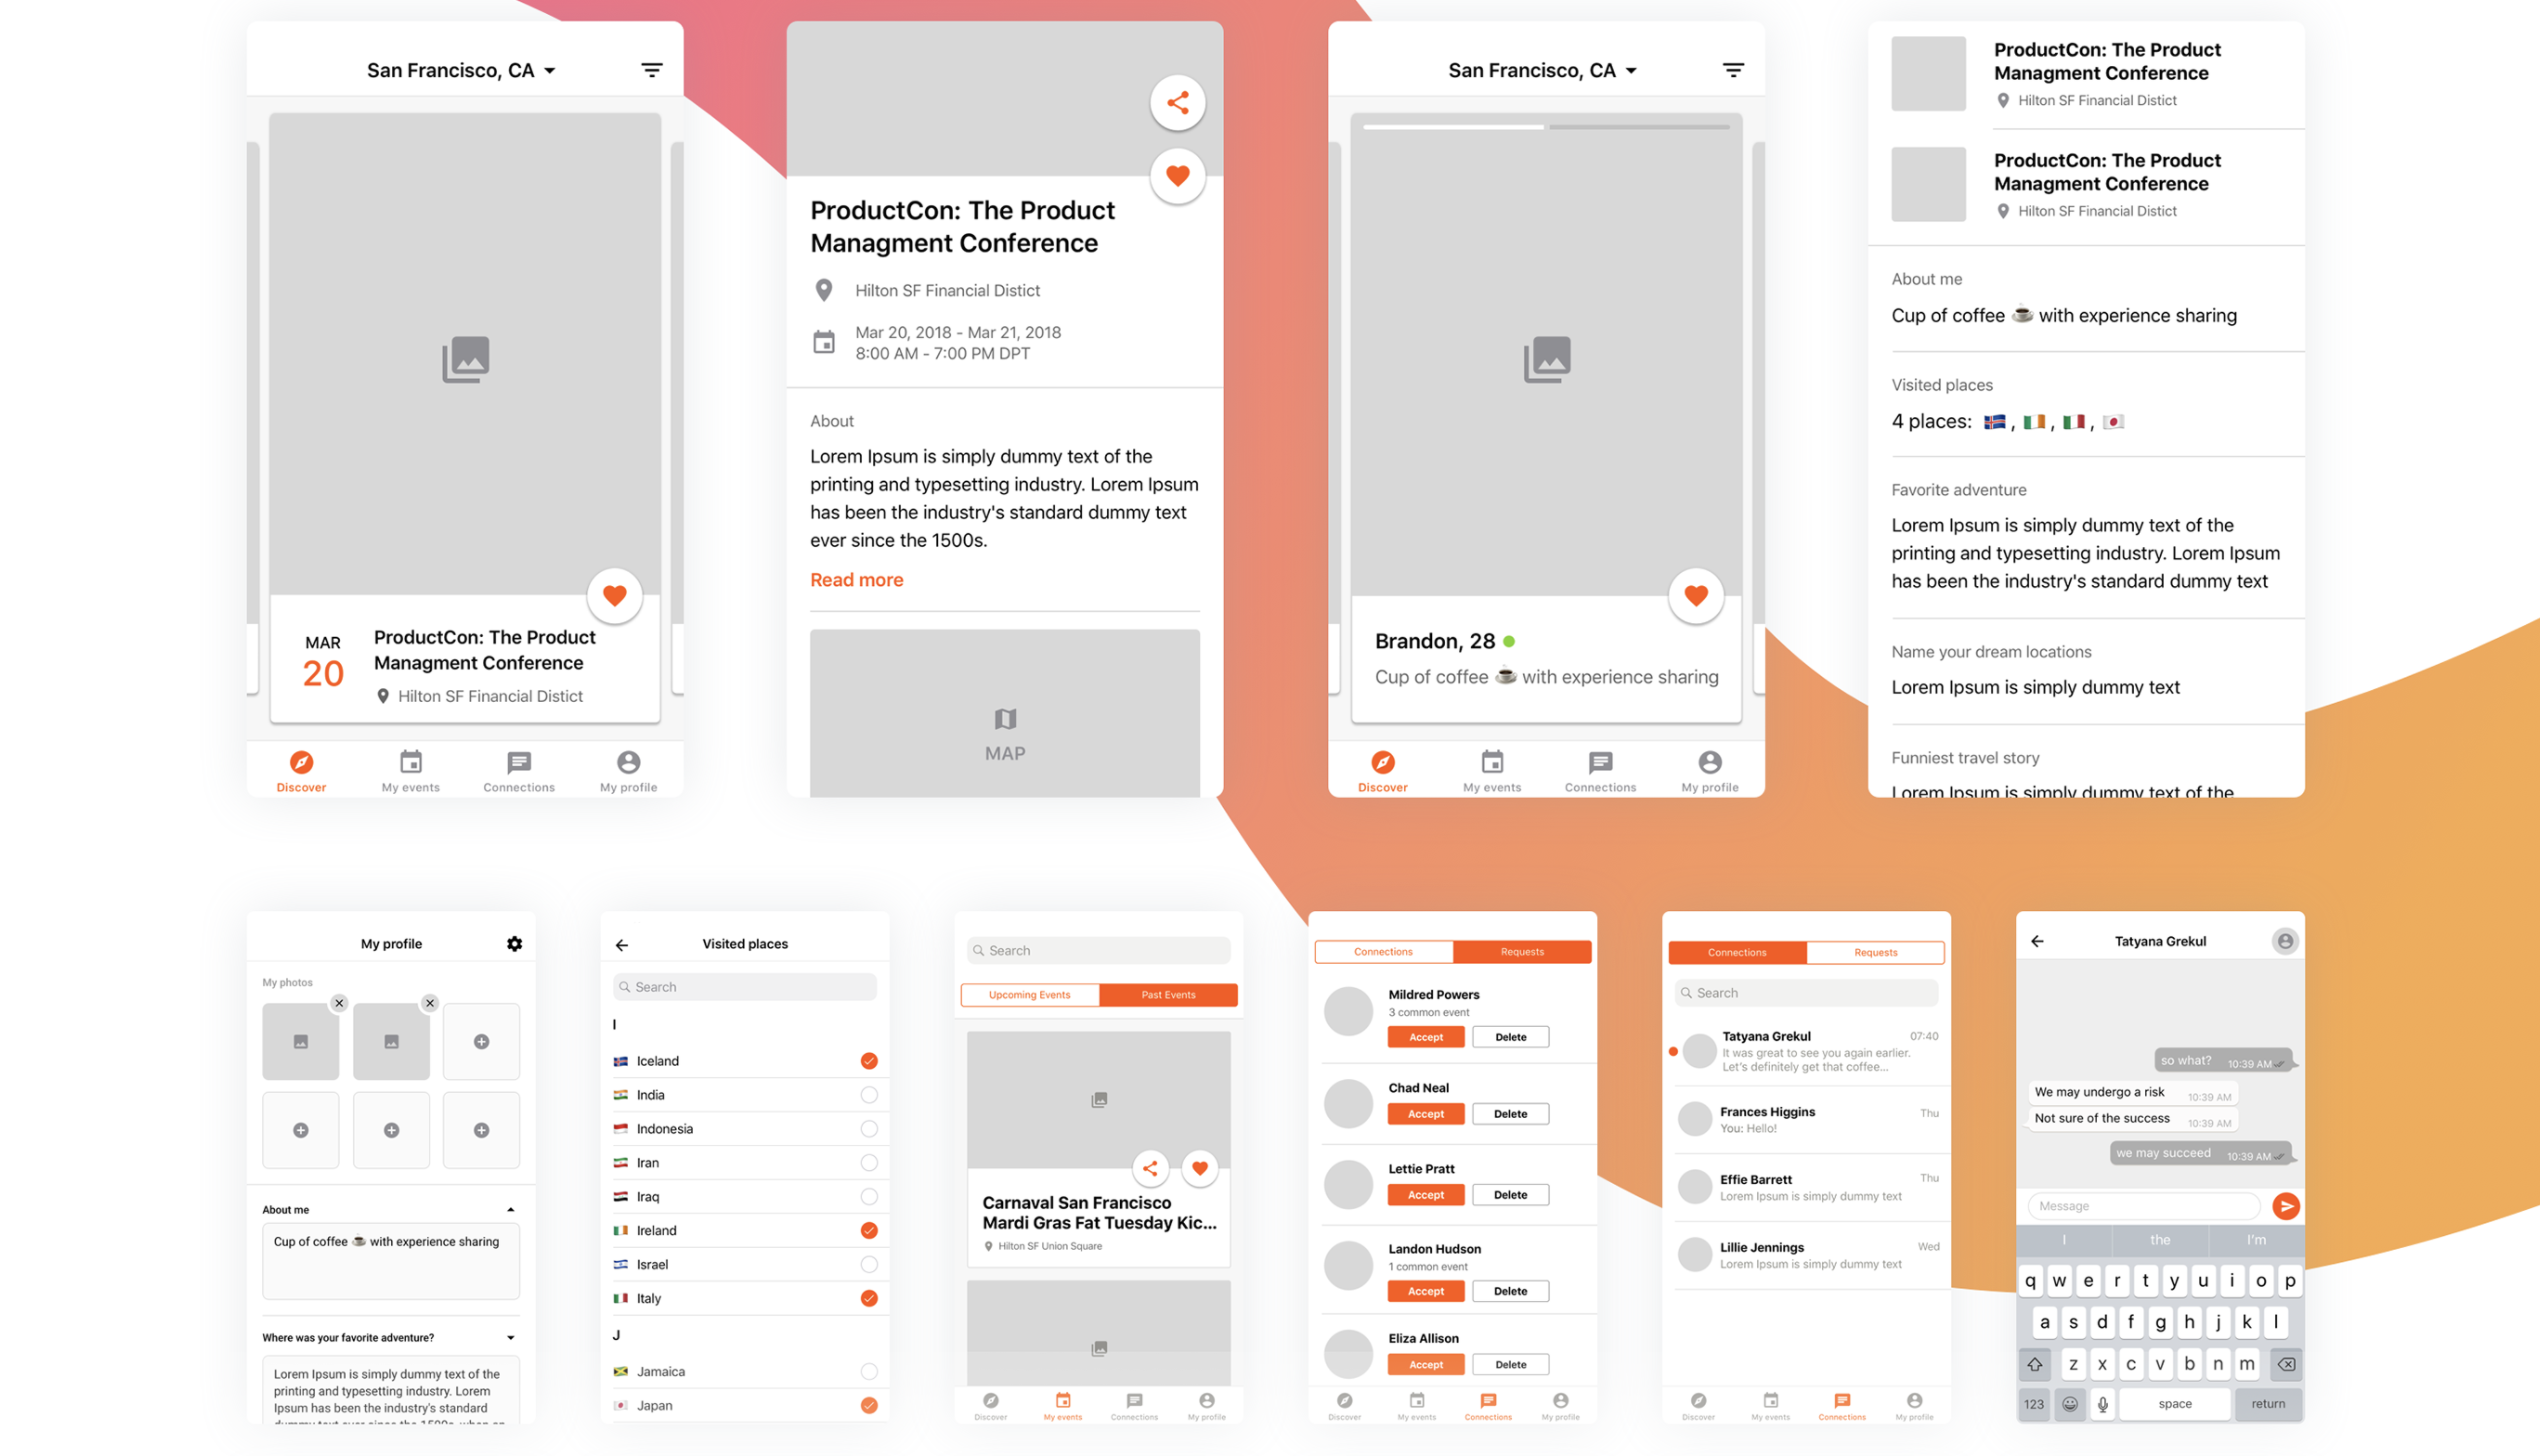 San Francisco, CA
MAR
20
ProductCon: The Product
Managment Conference
Hilton SF Financial Distict
Discover
My events
Connections
My profile
ProductCon: The Product
Managment Conference
Hilton SF Financial Distict
Mar 20, 2018 - Mar 21, 2018
8:00 AM - 7:00 PM DPT
About
Lorem Ipsum is simply dummy text of the
printing and typesetting industry. Lorem Ipsum
has been the industry's standard dummy text
ever since the 1500s.
Read more
MAP
San Francisco, CA
Brandon, 28
Cup of coffee ☕ with experience sharing
Discover
My events
Connections
My profile
ProductCon: The Product
Managment Conference
Hilton SF Financial Distict
ProductCon: The Product
Managment Conference
Hilton SF Financial Distict
About me
Cup of coffee ☕ with experience sharing
Visited places
4 places: 🇮🇸, 🇮🇪, 🇮🇹, 🇯🇵
Favorite adventure
Lorem Ipsum is simply dummy text of the
printing and typesetting industry. Lorem Ipsum
has been the industry's standard dummy text
Name your dream locations
Lorem Ipsum is simply dummy text
Funniest travel story
Lorem Ipsum is simply dummy text of the
My profile
My photos
About me
Cup of coffee ☕ with experience sharing
Where was your favorite adventure?
Lorem Ipsum is simply dummy text of the
printing and typesetting industry. Lorem
Ipsum has been the industry's standard
dummy text ever since the 1500s, when an
Visited places
Search
I
Iceland
India
Indonesia
Iran
Iraq
Ireland
Israel
Italy
J
Jamaica
Japan
Search
Upcoming Events
Past Events
Carnaval San Francisco
Mardi Gras Fat Tuesday Kic...
Hilton SF Union Square
Discover
My events
Connections
My profile
Connections
Requests
Mildred Powers
3 common event
Accept
Delete
Chad Neal
Accept
Delete
Lettie Pratt
Accept
Delete
Landon Hudson
1 common event
Accept
Delete
Eliza Allison
Accept
Delete
Discover
My events
Connections
My profile
Connections
Requests
Search
Tatyana Grekul
07:40
It was great to see you again earlier.
Let's definitely get that coffee...
Frances Higgins
Thu
You: Hello!
Effie Barrett
Thu
Lorem Ipsum is simply dummy text
Lillie Jennings
Wed
Lorem Ipsum is simply dummy text
Discover
My events
Connections
My profile
Tatyana Grekul
so what? 10:39 AM
We may undergo a risk 10:39 AM
Not sure of the success 10:39 AM
we may succeed 10:39 AM
Message
I the I'm
q w e r t y u i o p
a s d f g h j k l
z x c v b n m
123 space return